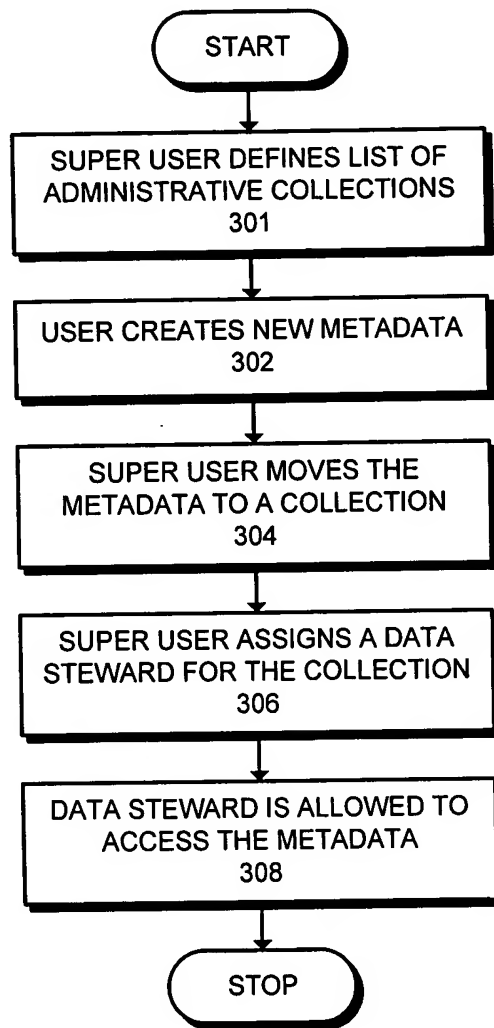 START
SUPER USER DEFINES LIST OF
ADMINISTRATIVE COLLECTIONS
301
USER CREATES NEW METADATA
302
SUPER USER MOVES THE
METADATA TO A COLLECTION
304
SUPER USER ASSIGNS A DATA
STEWARD FOR THE COLLECTION
306
DATA STEWARD IS ALLOWED TO
ACCESS THE METADATA
308
STOP